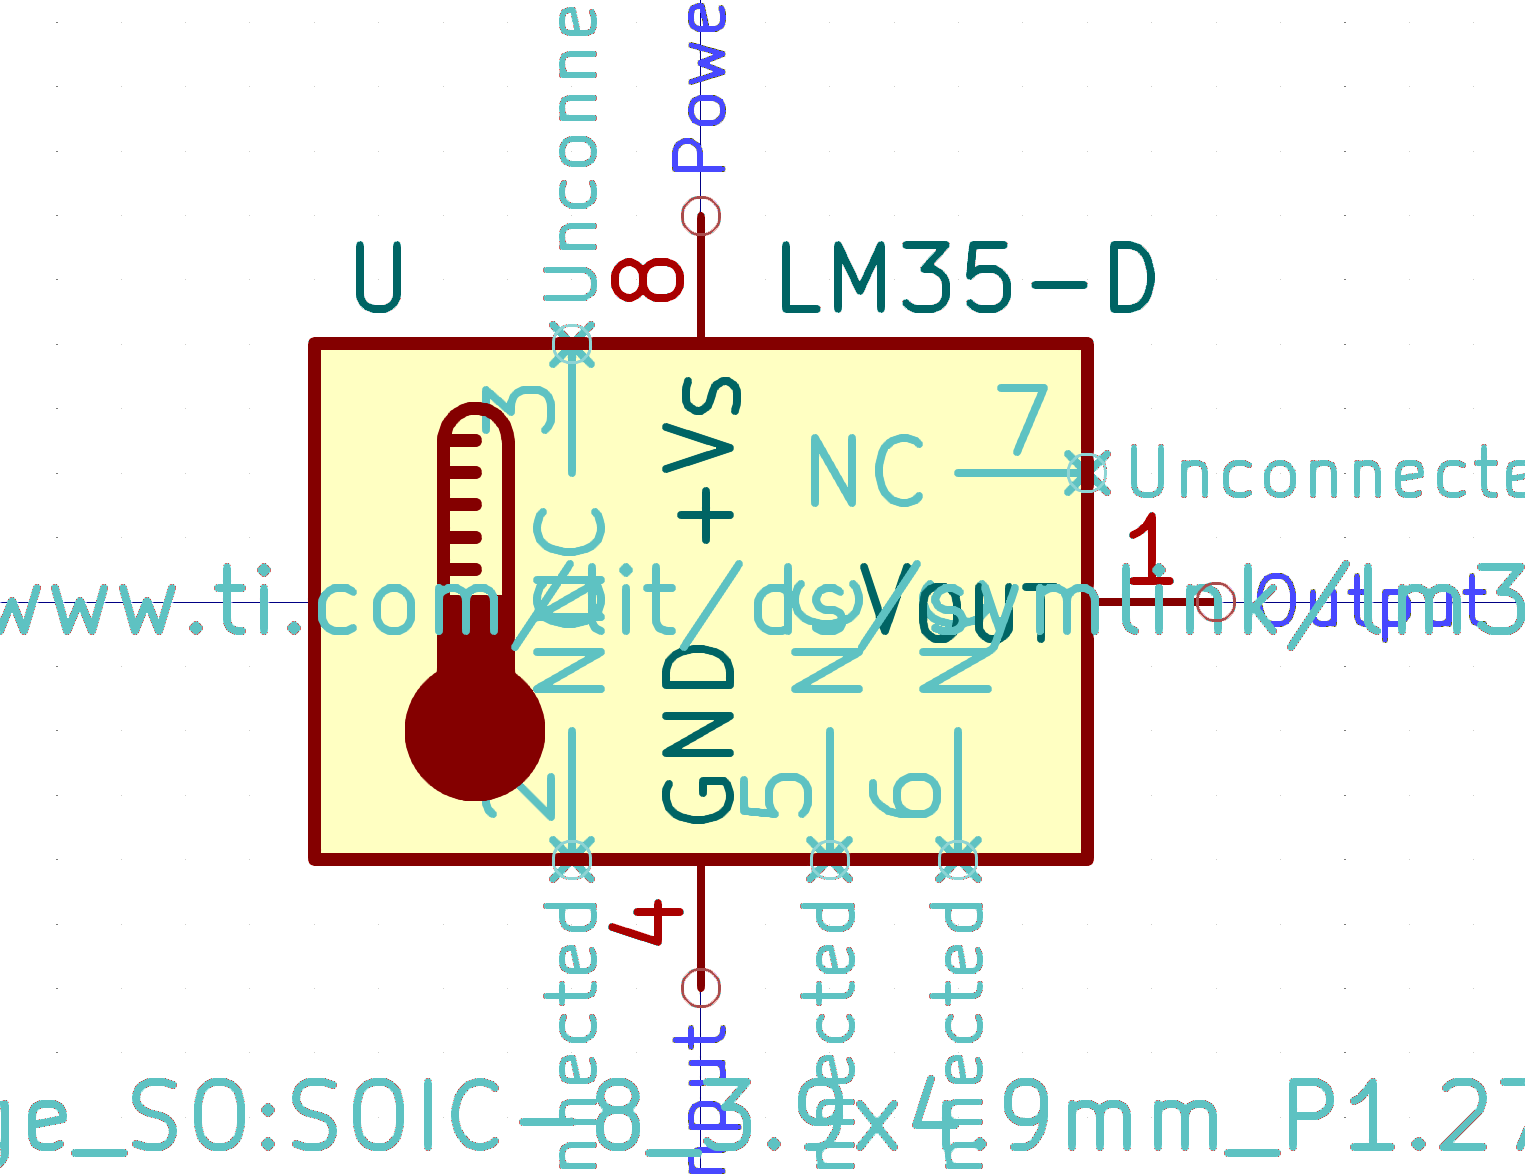 Unconne
Powe
U
8
LM35-D
3
+Vs
7
NC
Unconnecte
NC
1
www.ti.com/lit/ds/symlink/lm3
Vout
Output
NC
GND
NC
NC
2
5
6
4
nnected
nput
nnected
nnected
ge_SO:SOIC-8_3.9x4.9mm_P1.27